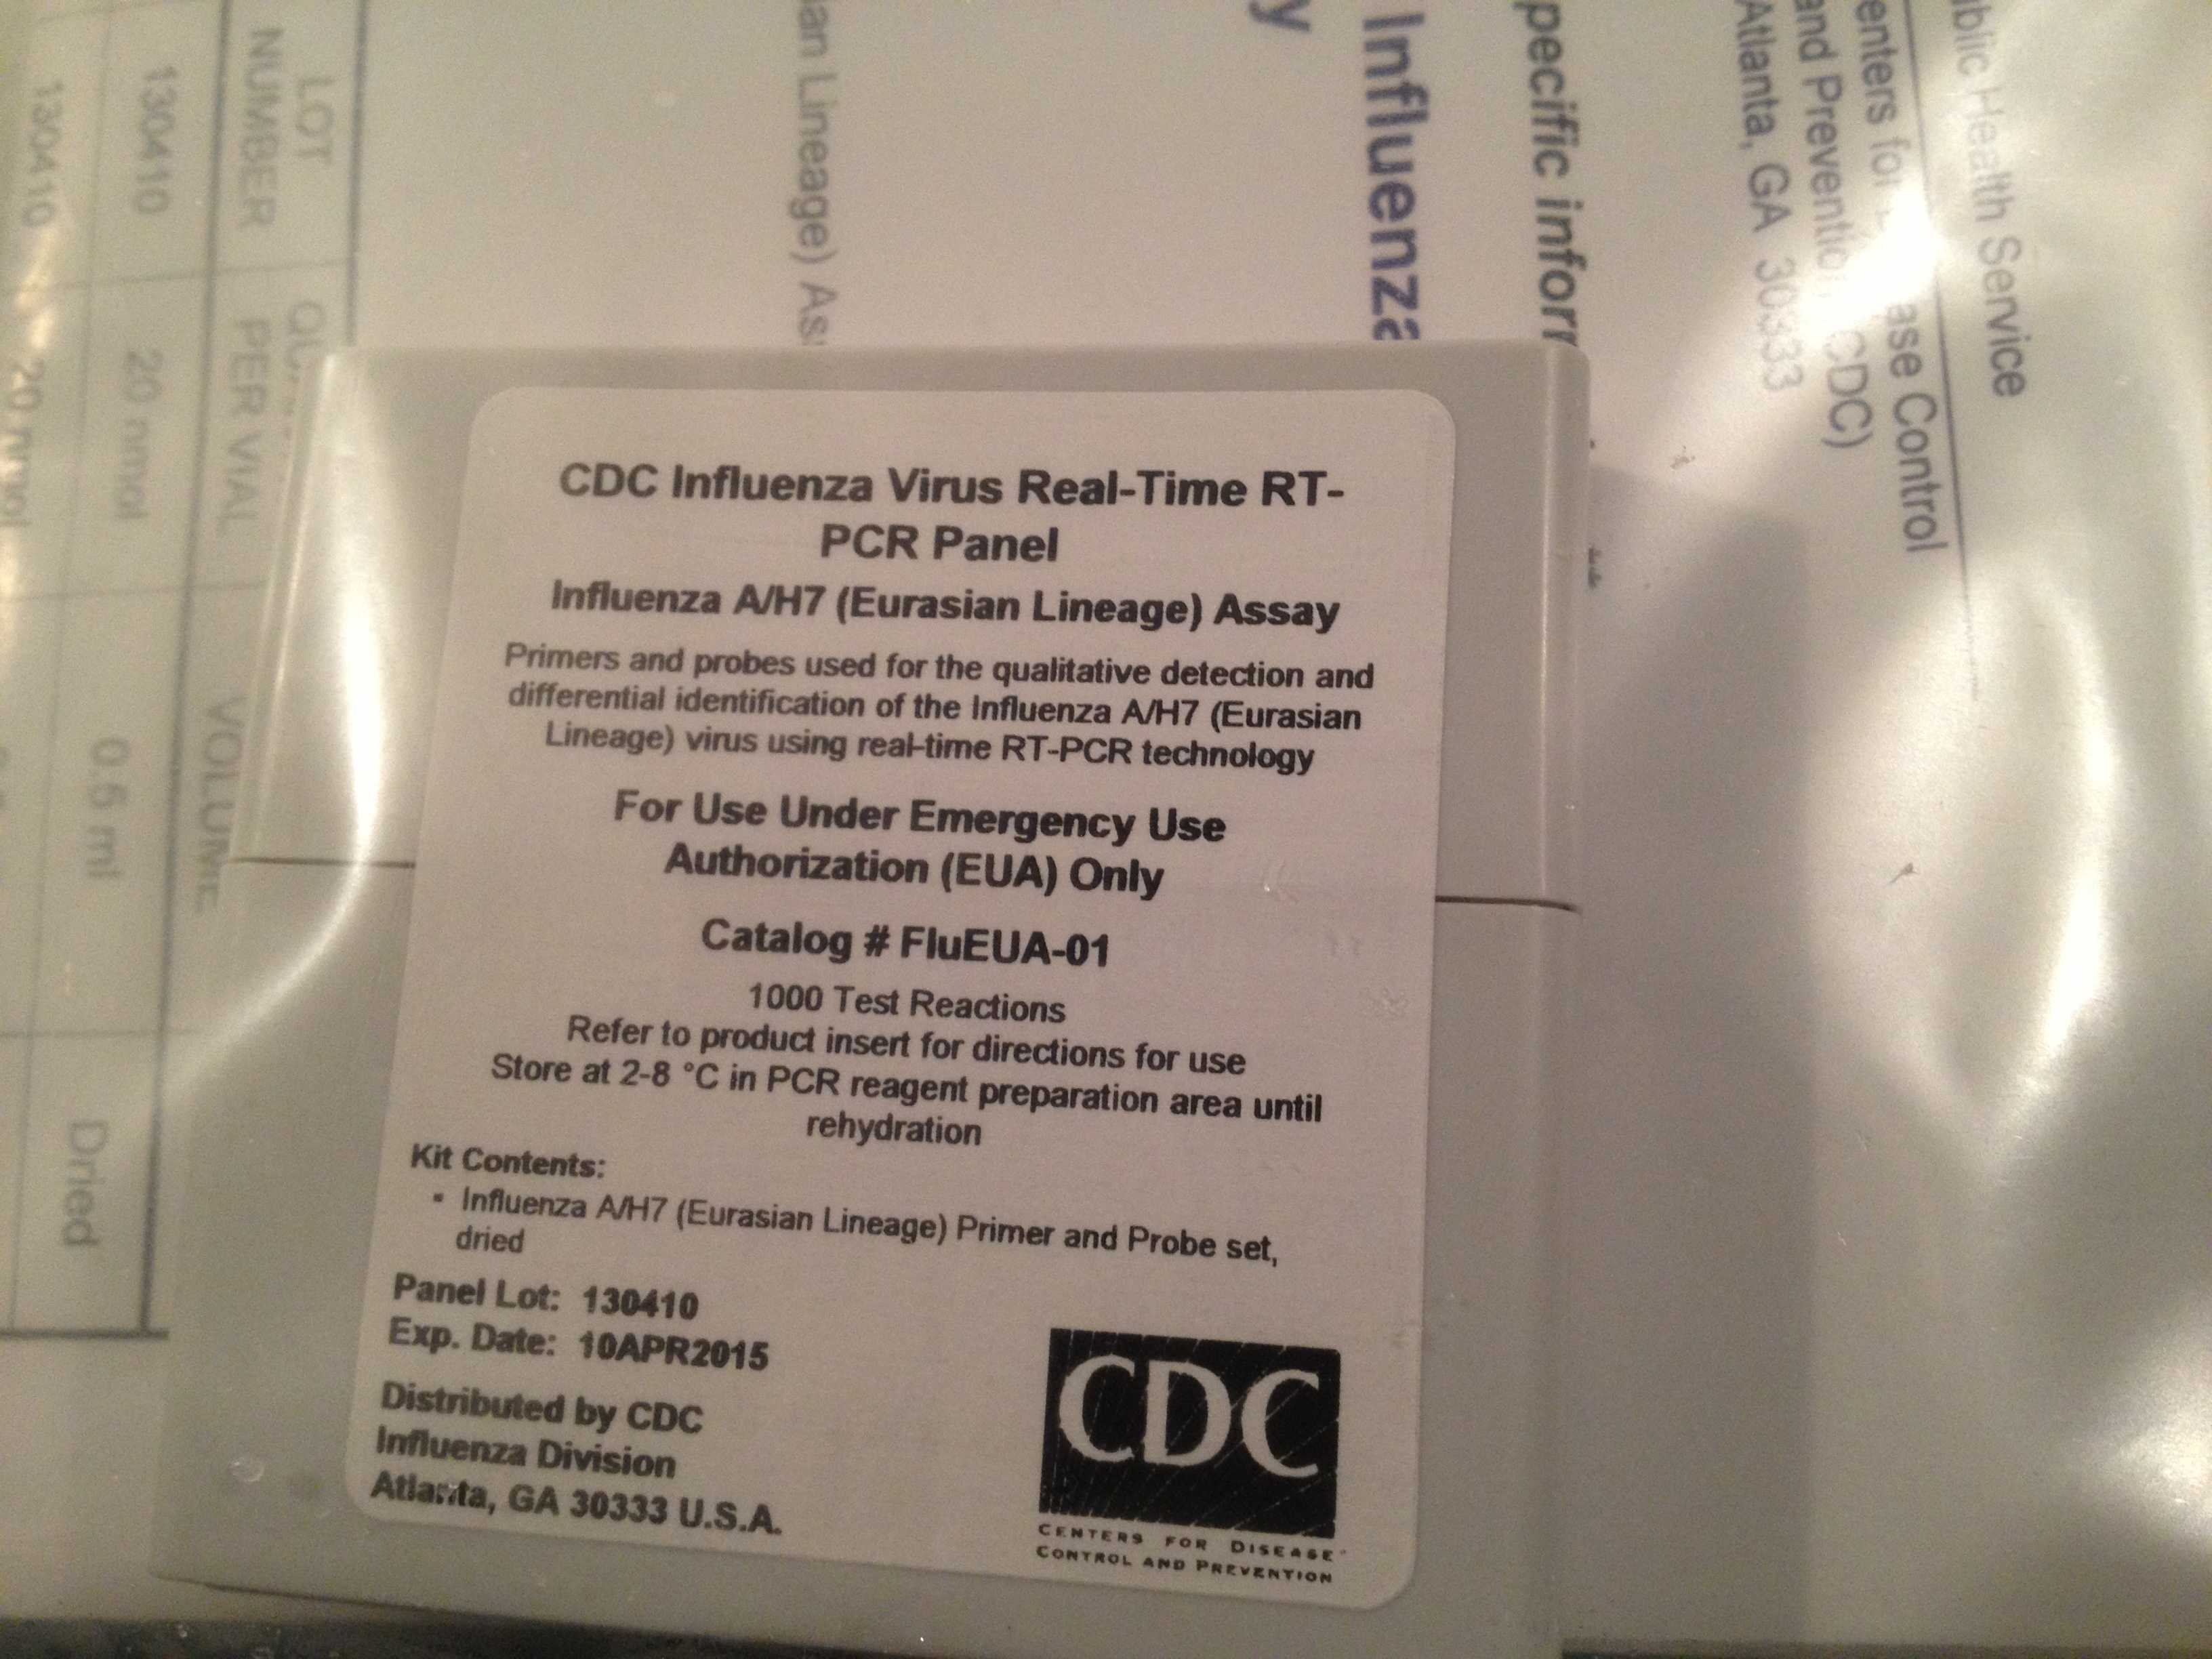 CDC Influenza Virus Real-Time RT-
PCR Panel
Influenza A/H7 (Eurasian Lineage) Assay
Primers and probes used for the qualitative detection and
differential identification of the Influenza A/H7 (Eurasian
Lineage) virus using real-time RT-PCR technology
For Use Under Emergency Use
Authorization (EUA) Only
Catalog # FluEUA-01
1000 Test Reactions
Refer to product insert for directions for use
Store at 2-8 °C in PCR reagent preparation area until
rehydration
Kit Contents:
▪ Influenza A/H7 (Eurasian Lineage) Primer and Probe set,
dried
Panel Lot: 130410
Exp. Date: 10APR2015
Distributed by CDC
Influenza Division
Atlanta, GA 30333 U.S.A.
CDC
CENTERS FOR DISEASE
CONTROL AND PREVENTION
Health Service
Control
and CDC)
Atlanta, GA 30333
Influenza
Lineage)
LOT
NUMBER
PER VIAL
VOLUME
130410
20 nmol
0.5 ml
Dried
130410